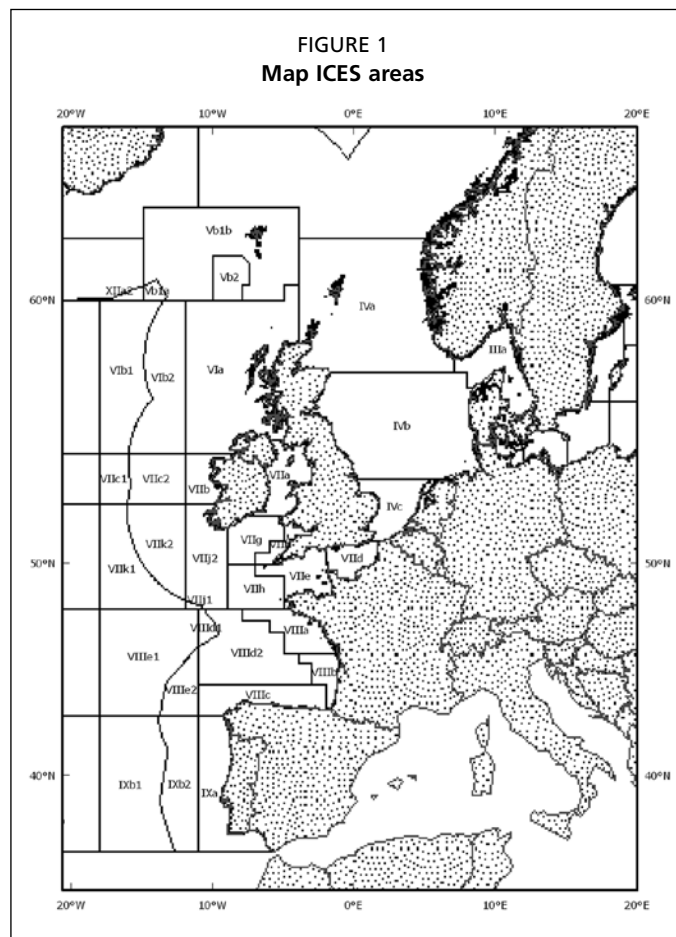 FIGURE 1
Map ICES areas
20°W 10°W 0°E 10°E 20°E
Vb1b
Vb2
XIIa2 Vb1a
60°N 60°N
IVa
IIIa
VIb1 VIb2 VIa
IVb
VIIc1 VIIc2 VIIb VIIa
IVc
VIIg
50°N 50°N
VIIk2 VIIj2 VIId
VIIk1 VIIe
VIIh
VIIj1
VIIId1 VIIIa
VIIIe1 VIIId2
VIIIb
VIIIe2 VIIIc
40°N 40°N
IXb1 IXb2 IXa
20°W 10°W 0°E 10°E 20°E